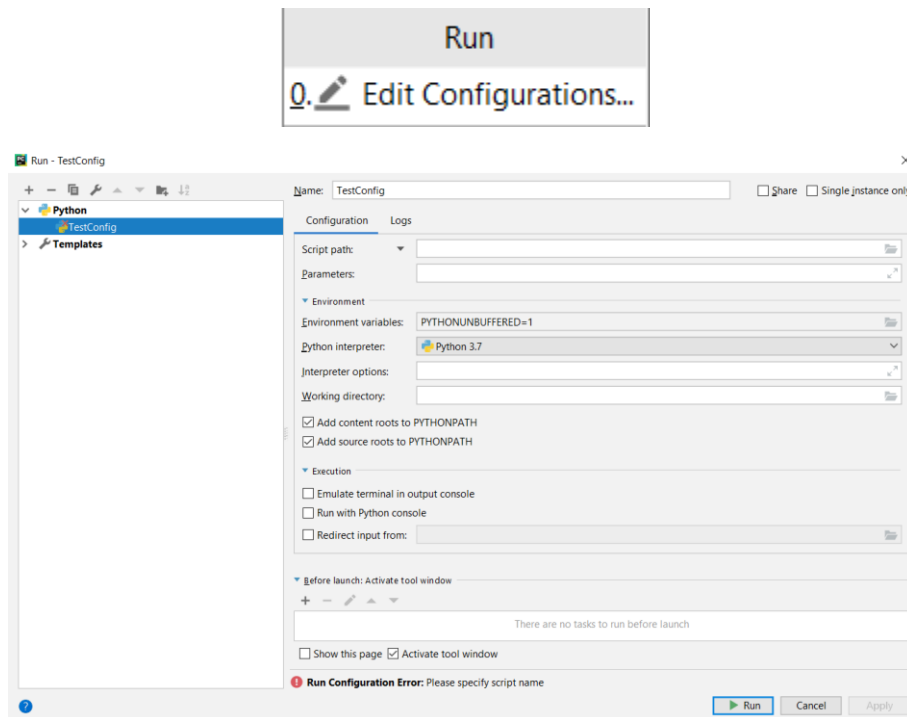 Run
0. Edit Configurations...
Run - TestConfig
Name: TestConfig Share Single instance only
Python
TestConfig
Templates
Configuration Logs
Script path:
Parameters:
Environment
Environment variables: PYTHONUNBUFFERED=1
Python interpreter: Python 3.7
Interpreter options:
Working directory:
Add content roots to PYTHONPATH
Add source roots to PYTHONPATH
Execution
Emulate terminal in output console
Run with Python console
Redirect input from:
Before launch: Activate tool window
There are no tasks to run before launch
Show this page Activate tool window
Run Configuration Error: Please specify script name
Run Cancel Apply